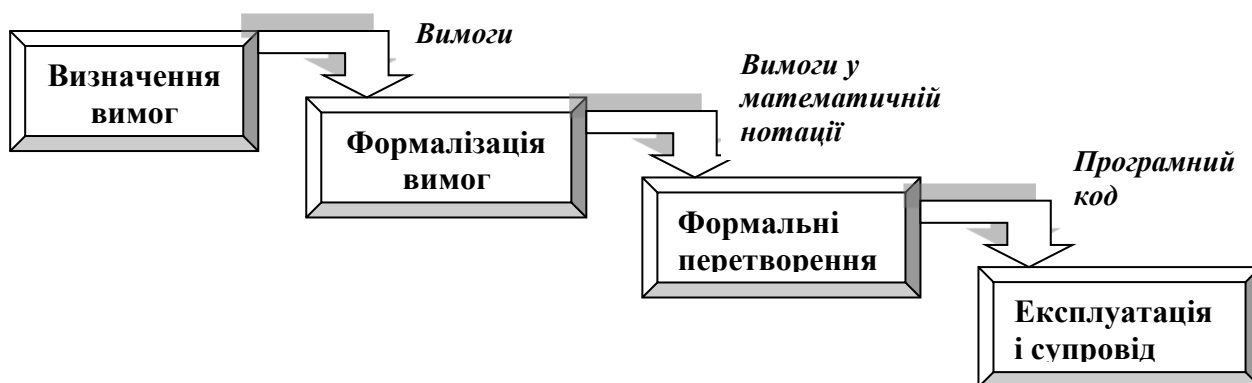 Визначення
вимог
Вимоги
Формалізація
вимог
Вимоги у
математичній
нотації
Формальні
перетворення
Програмний
код
Експлуатація
і супровід